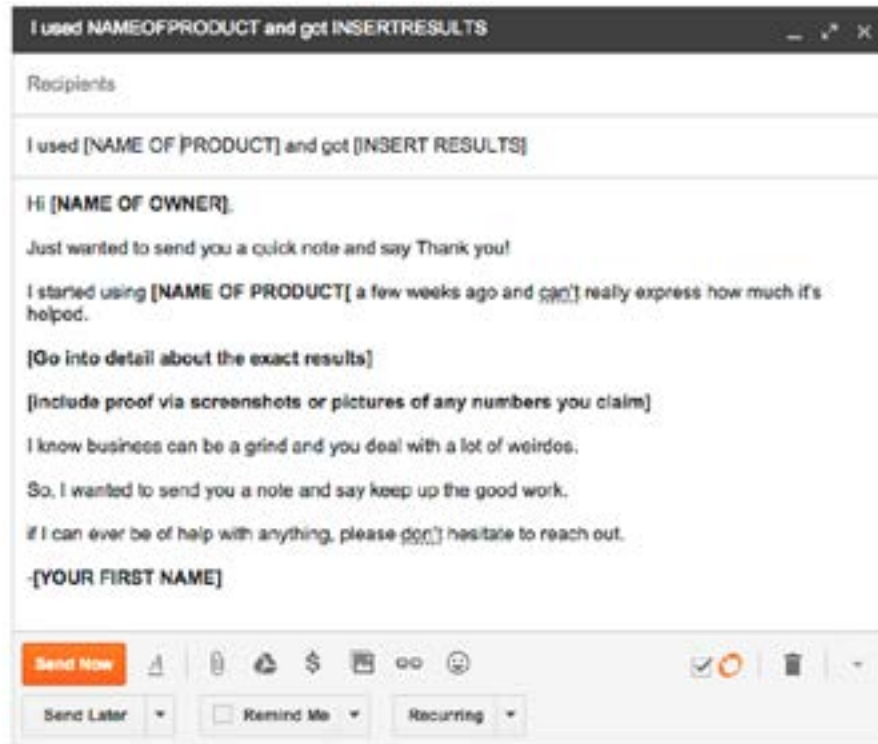 I used NAMEOFPRODUCT and got INSERTRESULTS
Recipients
I used [NAME OF PRODUCT] and got [INSERT RESULTS]
Hi [NAME OF OWNER],
Just wanted to send you a quick note and say Thank you!
I started using [NAME OF PRODUCT[ a few weeks ago and can't really express how much it's
helped.
[Go into detail about the exact results]
[include proof via screenshots or pictures of any numbers you claim]
I know business can be a grind and you deal with a lot of weirdos.
So, I wanted to send you a note and say keep up the good work.
if I can ever be of help with anything, please don't hesitate to reach out.
-[YOUR FIRST NAME]
Send Now
Send Later
Remind Me
Recurring